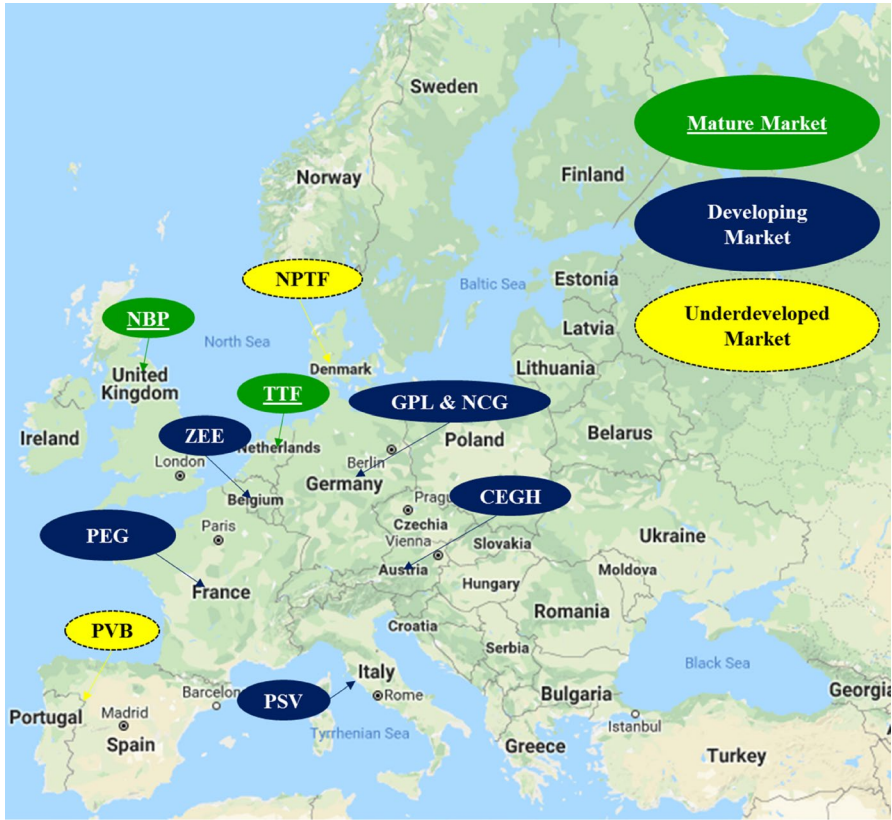 Sweden
Mature Market
Norway
Finland
Developing
Market
NPTF
Baltic Sea
Estonia
Underdeveloped
Market
NBP
North Sea
Latvia
Denmark
Lithuania
United
Kingdom
TTF
GPL & NCG
Ireland
ZEE
Netherlands
Poland
Belarus
London
Berlin
Germany
Belgium
CEGH
Pragu
PEG
Paris
Czechia
Ukraine
Vienna
Slovakia
Austria
Moldova
France
Hungary
Romania
PVB
Croatia
Serbia
Italy
Black Sea
Barcelon
PSV
Rome
Bulgaria
Georgia
Portugal
Madrid
Istanbul
Spain
Tyrrhenian Sea
Greece
Turkey